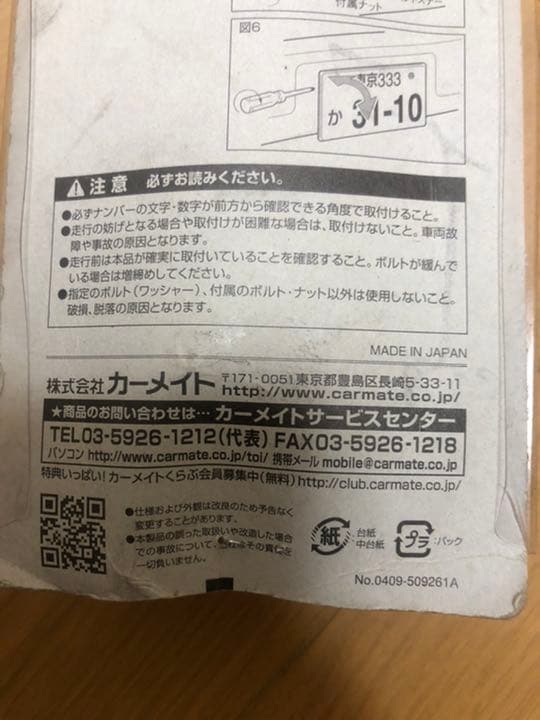 付属ナット
図6
東京333
か 31-10
注意 必ずお読みください。
●必ずナンバーの文字・数字が前方から確認できる角度で取付けること。
●走行の妨げとなる場合や取付けが困難な場合は、取付けないこと。車両故
障や事故の原因となります。
●走行前は本品が確実に取付いていることを確認すること。ボルトが緩んで
いる場合は増締めしてください。
●指定のボルト(ワッシャー)、付属のボルト・ナット以外は使用しないこと。
破損、脱落の原因となります。
MADE IN JAPAN
株式会社 カーメイト 〒171-0051東京都豊島区長崎5-33-11
http://www.carmate.co.jp/
★商品のお問い合わせは… カーメイトサービスセンター
TEL03-5926-1212(代表) FAX03-5926-1218
パソコン http://www.carmate.co.jp/toi/ 携帯メール mobile@carmate.co.jp
特典いっぱい! カーメイトくらぶ会員募集中(無料) http://club.carmate.co.jp/
●仕様および外観は改良のため予告なく
変更することがあります。
●本製品の誤った取扱いや改造した場合
での事故について、当社はその責任を
一切負いません。
紙 :台紙
中台紙
プラ :パック
No.0409-509261A